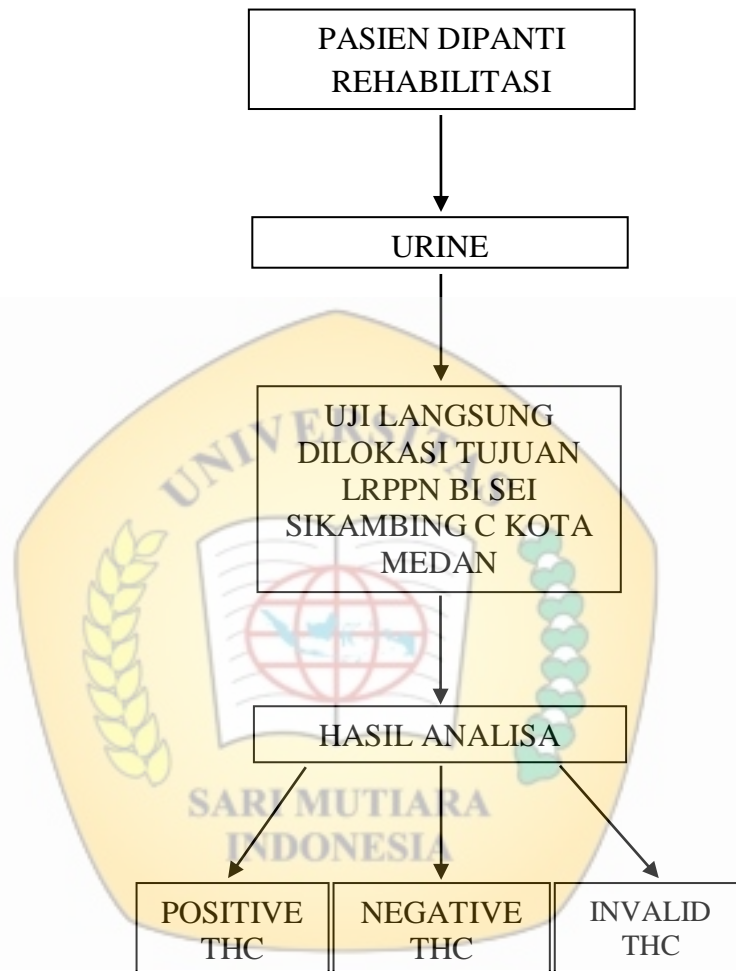 PASIEN DIPANTI
REHABILITASI
URINE
UJI LANGSUNG
DILOKASI TUJUAN
LRPPN BI SEI
SIKAMBING C KOTA
MEDAN
UNIVERSITAS
HASIL ANALISA
SARI MUTIARA
INDONESIA
POSITIVE
THC
NEGATIVE
THC
INVALID
THC